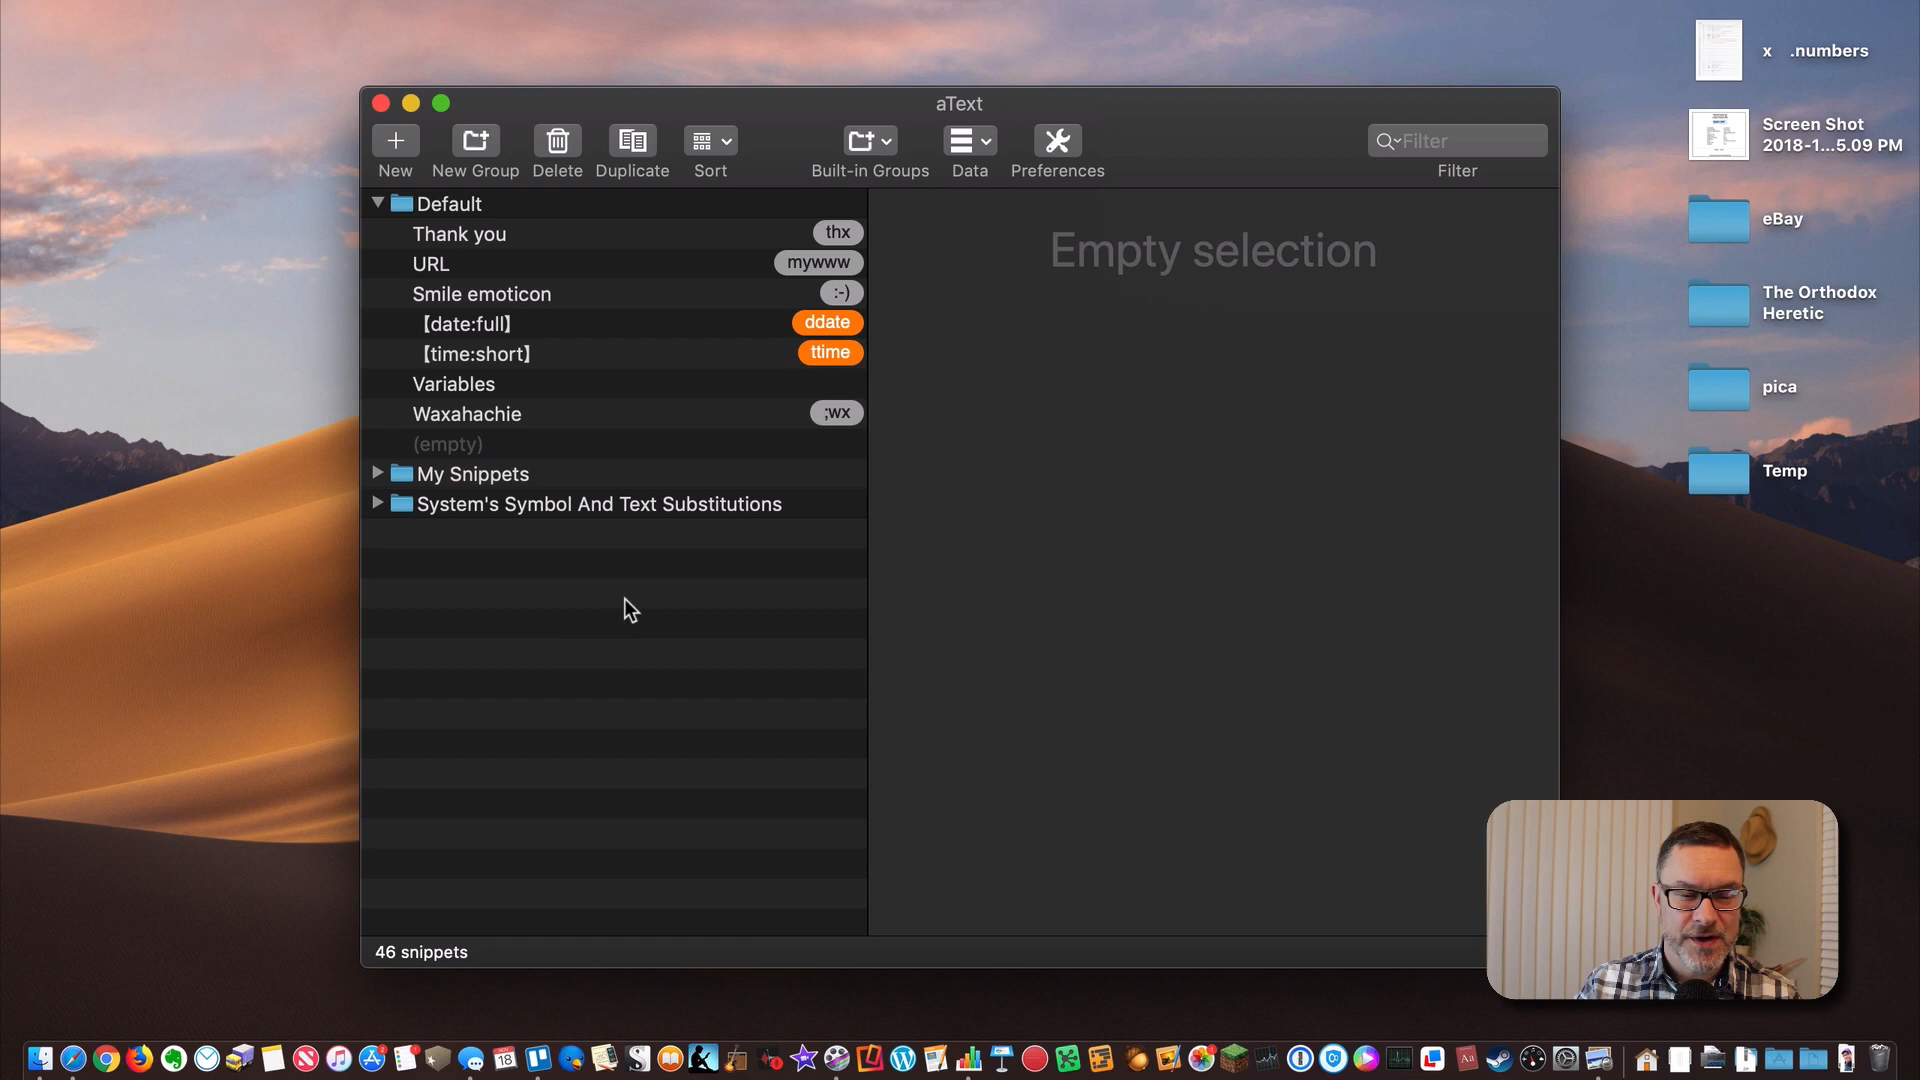 aText
New
New Group
Delete
Duplicate
Sort
Built-in Groups
Data
Preferences
Filter
Filter
Default
Thank you thx
URL mywww
Smile emoticon :-)
【date:full】 ddate
【time:short】 ttime
Variables
Waxahachie ;wx
(empty)
My Snippets
System's Symbol And Text Substitutions
Empty selection
46 snippets
x .numbers
Screen Shot
2018-1...5.09 PM
eBay
The Orthodox
Heretic
pica
Temp
NOV
18